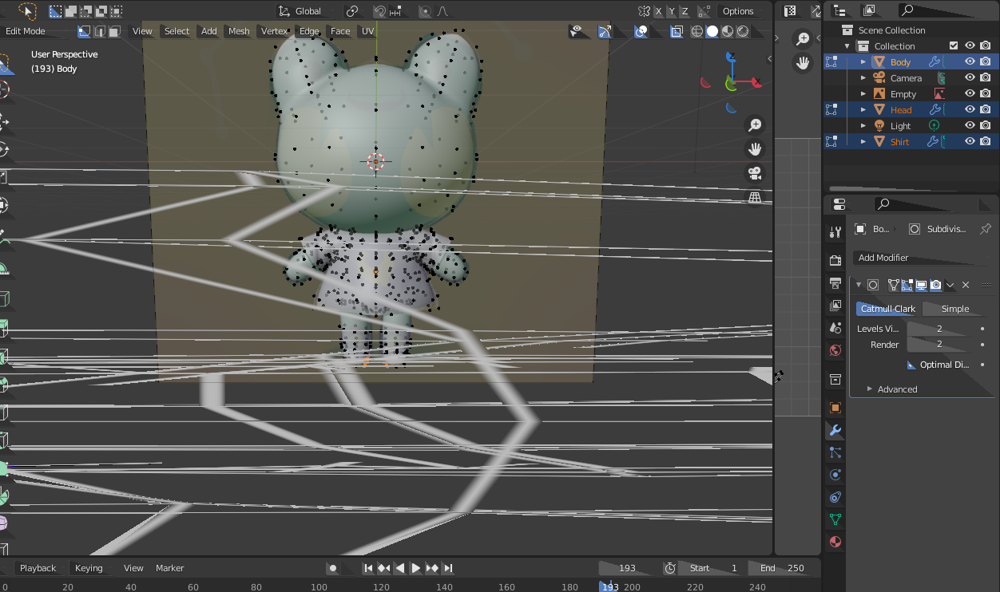 Global
X Y Z
Options
Edit Mode
View Select Add Mesh Vertex Edge Face UV
User Perspective
(193) Body
Scene Collection
Collection
Body
Camera
Empty
Head
Light
Shirt
Bo...
Subdivis...
Add Modifier
Catmull-Clark Simple
Levels Vi... 2
Render 2
Optimal Di...
Advanced
Playback Keying View Marker
193
Start 1
End 250
0 20 40 60 80 100 120 140 160 180 193 200 220 240